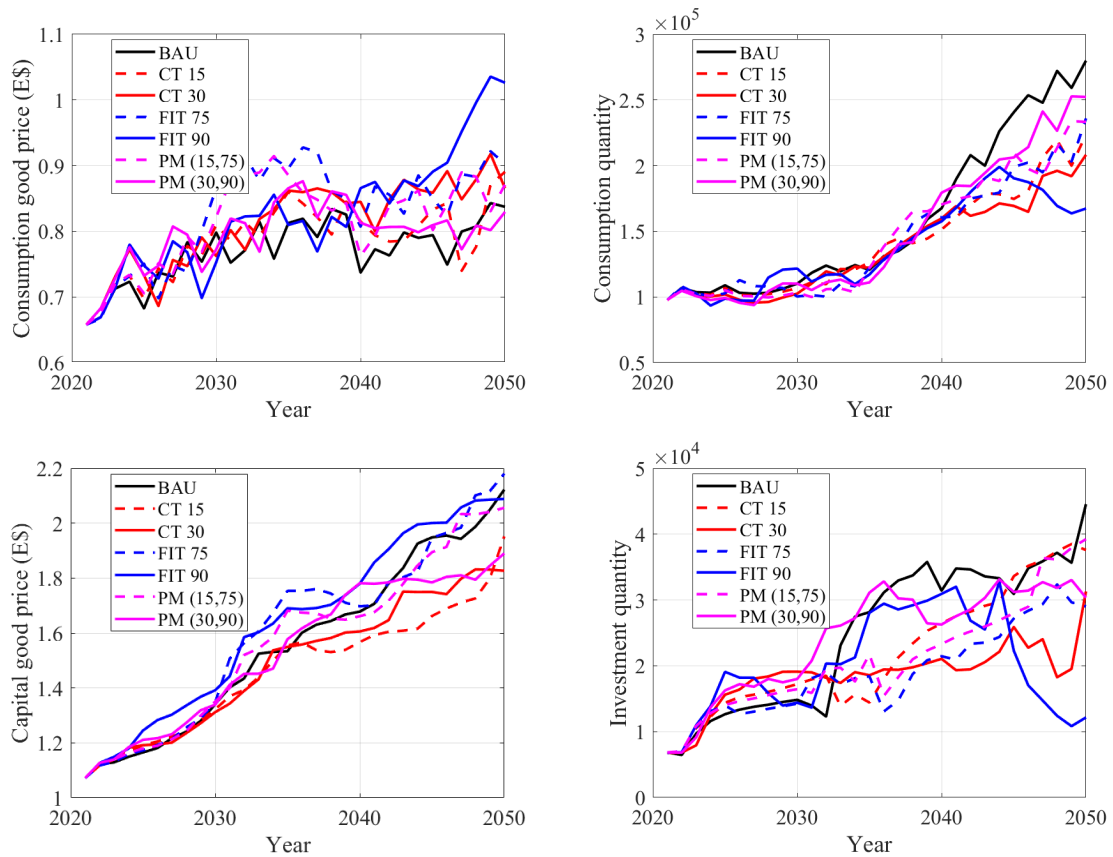 Consumption good price (E$)
1.1
1
0.9
0.8
0.7
0.6
2020
2030
2040
2050
Year
BAU
CT 15
CT 30
FIT 75
FIT 90
PM (15,75)
PM (30,90)
×10⁵
Consumption quantity
3
2.5
2
1.5
1
0.5
2020
2030
2040
2050
Year
BAU
CT 15
CT 30
FIT 75
FIT 90
PM (15,75)
PM (30,90)
Capital good price (E$)
2.2
2
1.8
1.6
1.4
1.2
1
2020
2030
2040
2050
Year
BAU
CT 15
CT 30
FIT 75
FIT 90
PM (15,75)
PM (30,90)
×10⁴
Investment quantity
5
4
3
2
1
0
2020
2030
2040
2050
Year
BAU
CT 15
CT 30
FIT 75
FIT 90
PM (15,75)
PM (30,90)